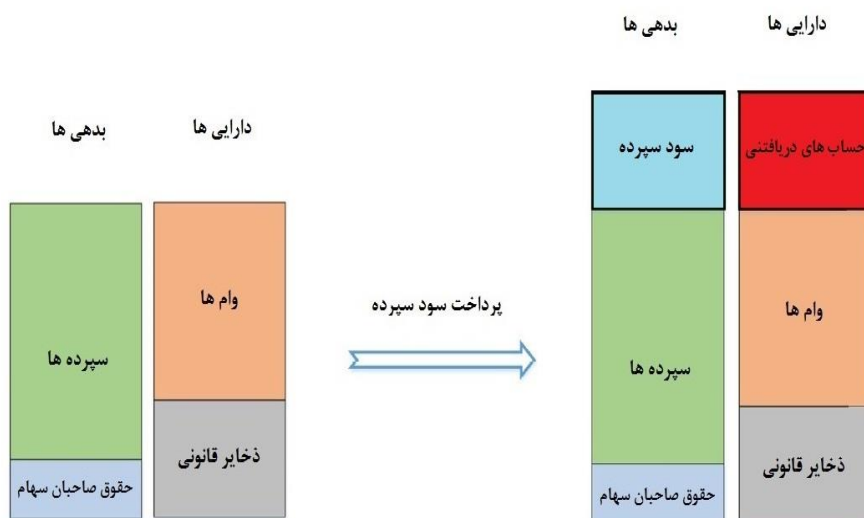 دارایی ها
بدهی ها
حساب های دریافتنی
سود سپرده
دارایی ها
بدهی ها
وام ها
سپرده ها
ذخایر قانونی
حقوق صاحبان سهام
پرداخت سود سپرده
وام ها
سپرده ها
ذخایر قانونی
حقوق صاحبان سهام